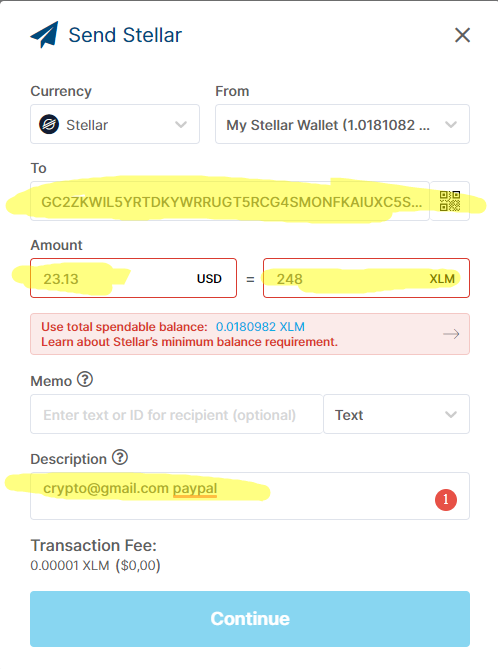 Send Stellar
Currency From
Stellar My Stellar Wallet (1.0181082 ...
To
GC2ZKWIL5YRTDKYWRRUGT5RCG4SMONFKAIUXC5S...
Amount
23.13 USD = 248 XLM
Use total spendable balance: 0.0180982 XLM
Learn about Stellar's minimum balance requirement.
Memo ?
Enter text or ID for recipient (optional) Text
Description ?
crypto@gmail.com paypal
1
Transaction Fee:
0.00001 XLM ($0,00)
Continue